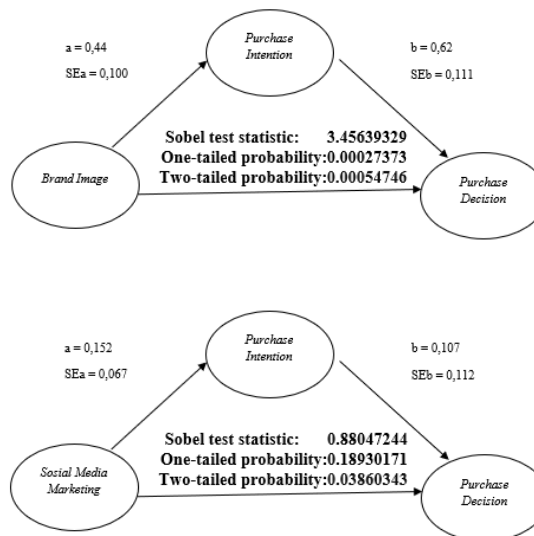 Purchase
Intention
a = 0,44
SEa = 0,100
b = 0,62
SEb = 0,111
Sobel test statistic: 3.45639329
One-tailed probability:0.00027373
Two-tailed probability:0.00054746
Brand Image
Purchase
Decision
Purchase
Intention
a = 0,152
SEa = 0,067
b = 0,107
SEb = 0,112
Sobel test statistic: 0.88047244
One-tailed probability:0.18930171
Two-tailed probability:0.03860343
Sosial Media
Marketing
Purchase
Decision